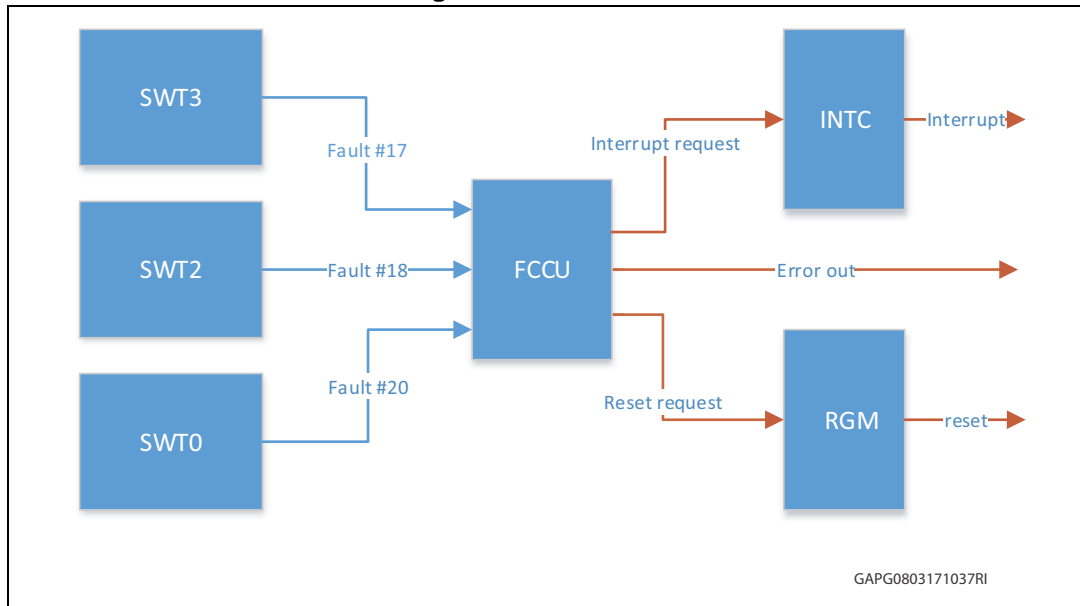 SWT3
Fault #17
SWT2
Fault #18
SWT0
Fault #20
FCCU
Interrupt request
INTC
Interrupt
Error out
Reset request
RGM
reset
GAPG0803171037RI